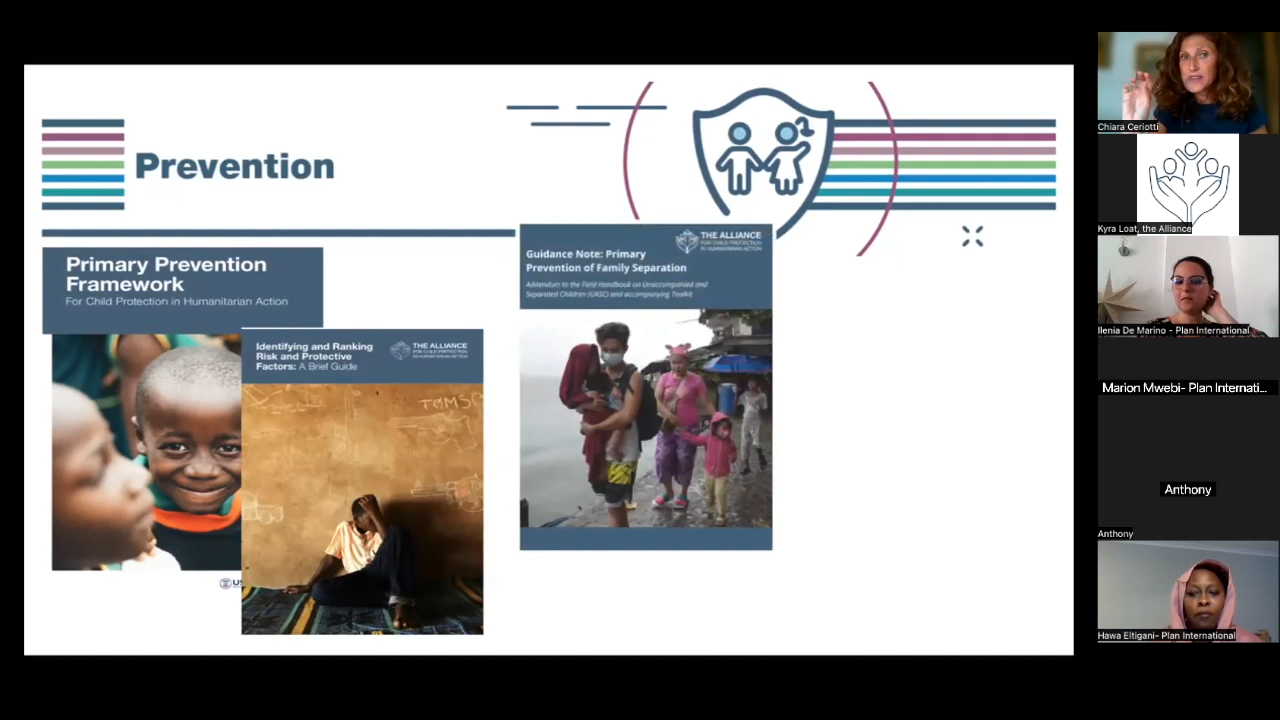 Prevention
Primary Prevention
Framework
For Child Protection in Humanitarian Action
Identifying and Ranking
Risk and Protective
Factors: A Brief Guide
THE ALLIANCE
FOR CHILD PROTECTION
IN HUMANITARIAN ACTION
Guidance Note: Primary
Prevention of Family Separation
Addendum to the Field Handbook on Unaccompanied and
Separated Children (UASC) and accompanying Toolkit
THE ALLIANCE
FOR CHILD PROTECTION
IN HUMANITARIAN ACTION
Chiara Ceriotti
Kyra Loat, the Alliance
Ilenia De Marino - Plan International
Marion Mwebi- Plan Internati...
Anthony
Anthony
Hawa Eltigani- Plan International